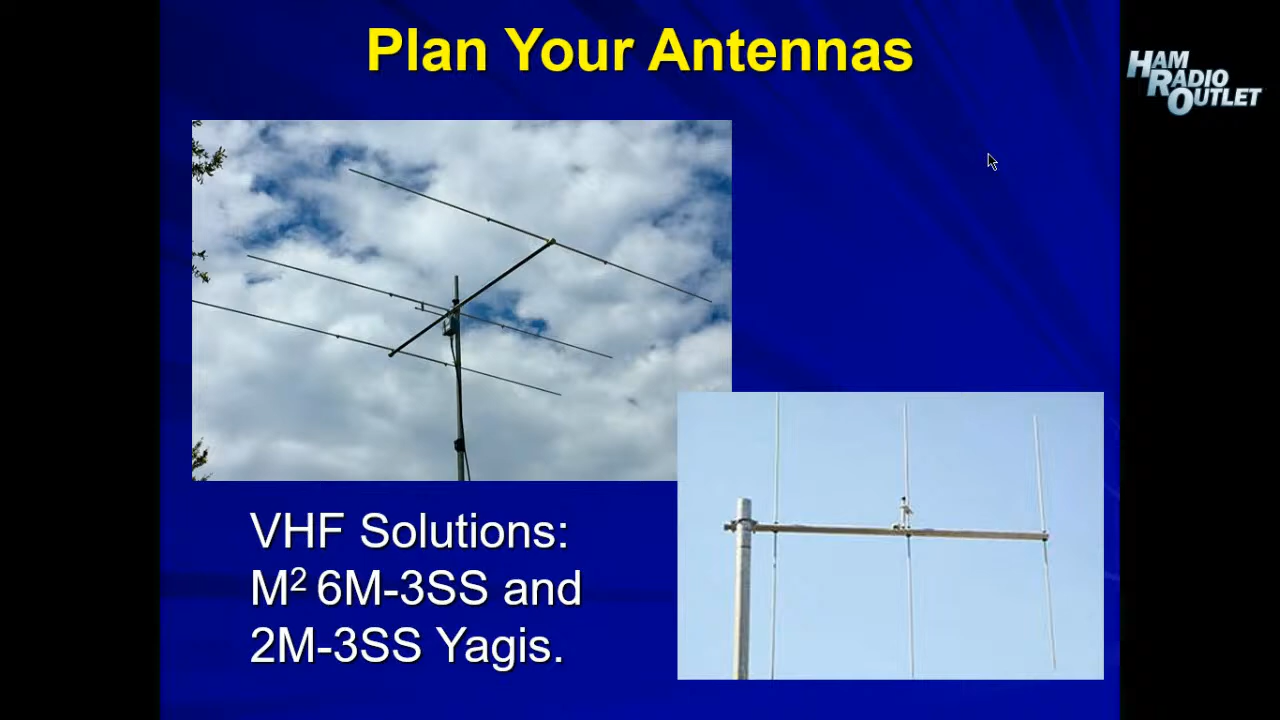 Plan Your Antennas
HAM
RADIO
OUTLET
VHF Solutions:
M² 6M-3SS and
2M-3SS Yagis.